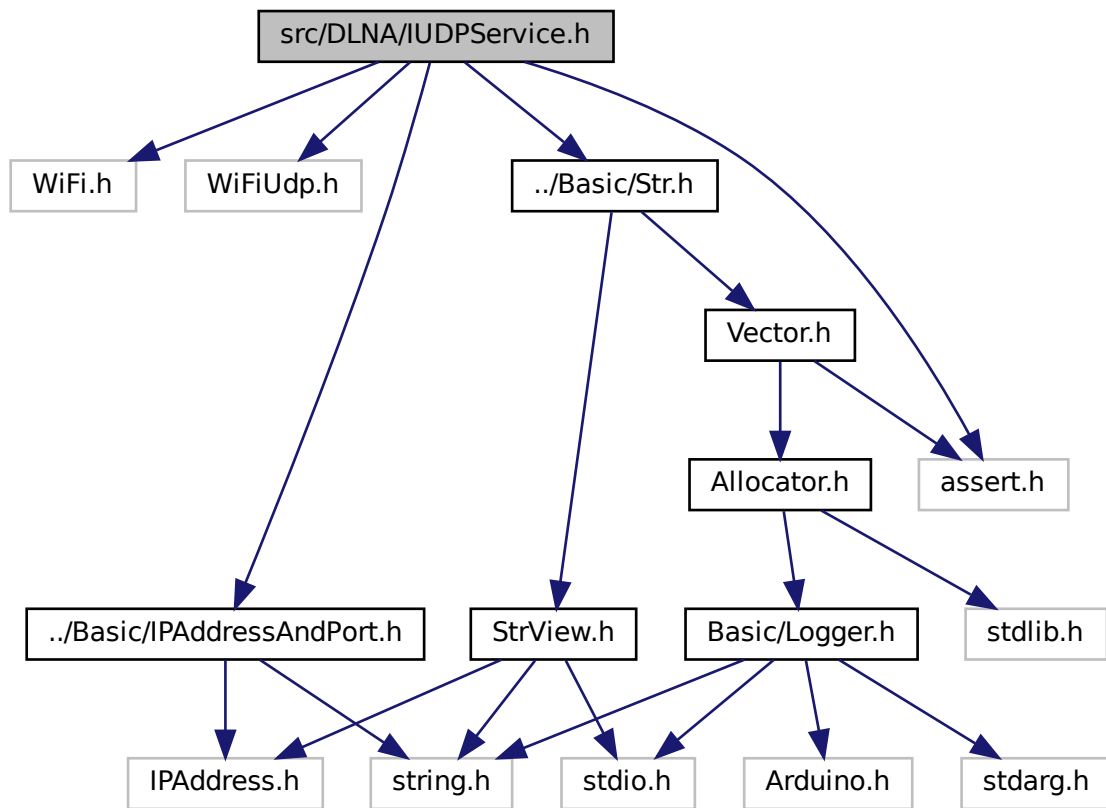 src/DLNA/IUDPService.h
WiFi.h
WiFiUdp.h
../Basic/Str.h
Vector.h
Allocator.h
assert.h
../Basic/IPAddressAndPort.h
StrView.h
Basic/Logger.h
stdlib.h
IPAddress.h
string.h
stdio.h
Arduino.h
stdarg.h